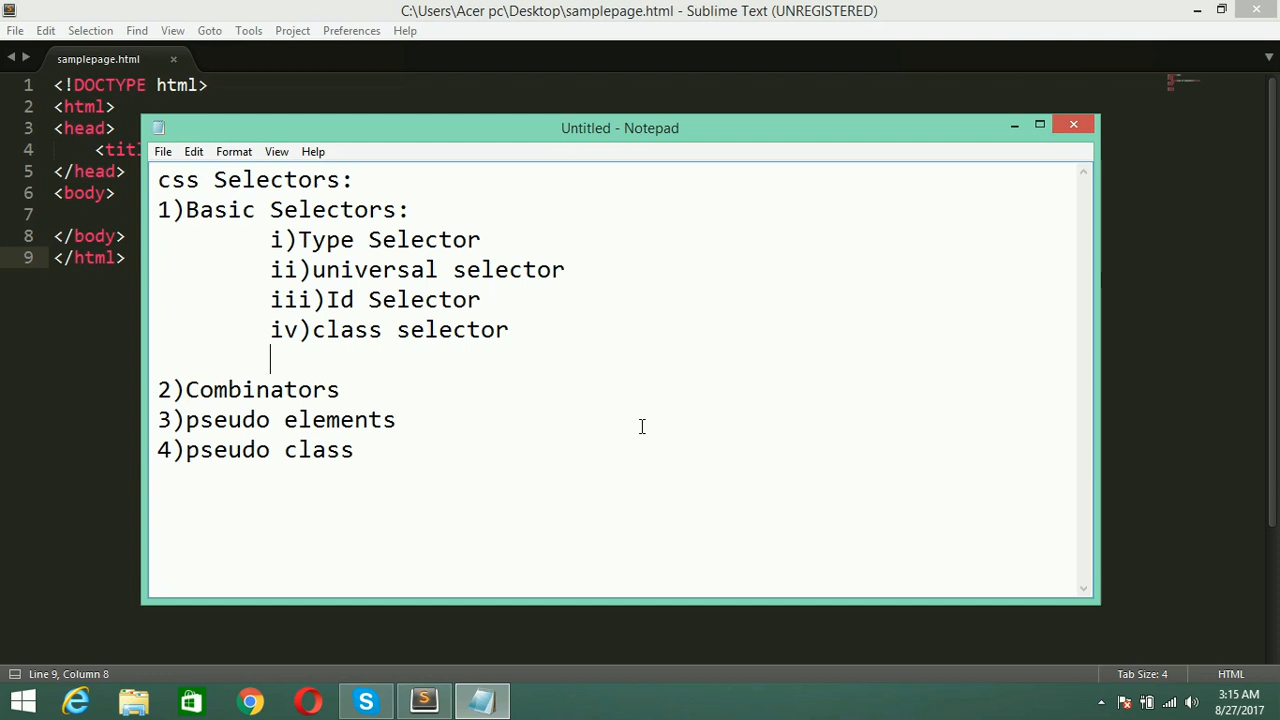 C:\Users\Acer pc\Desktop\samplepage.html - Sublime Text (UNREGISTERED)
File Edit Selection Find View Goto Tools Project Preferences Help
samplepage.html
1 <!DOCTYPE html>
2 <html>
3 <head>
4 <titl
5 </head>
6 <body>
7
8 </body>
9 </html>
Untitled - Notepad
File Edit Format View Help
css Selectors:
1)Basic Selectors:
i)Type Selector
ii)universal selector
iii)Id Selector
iv)class selector
2)Combinators
3)pseudo elements
4)pseudo class
Line 9, Column 8 Tab Size: 4 HTML
3:15 AM
8/27/2017